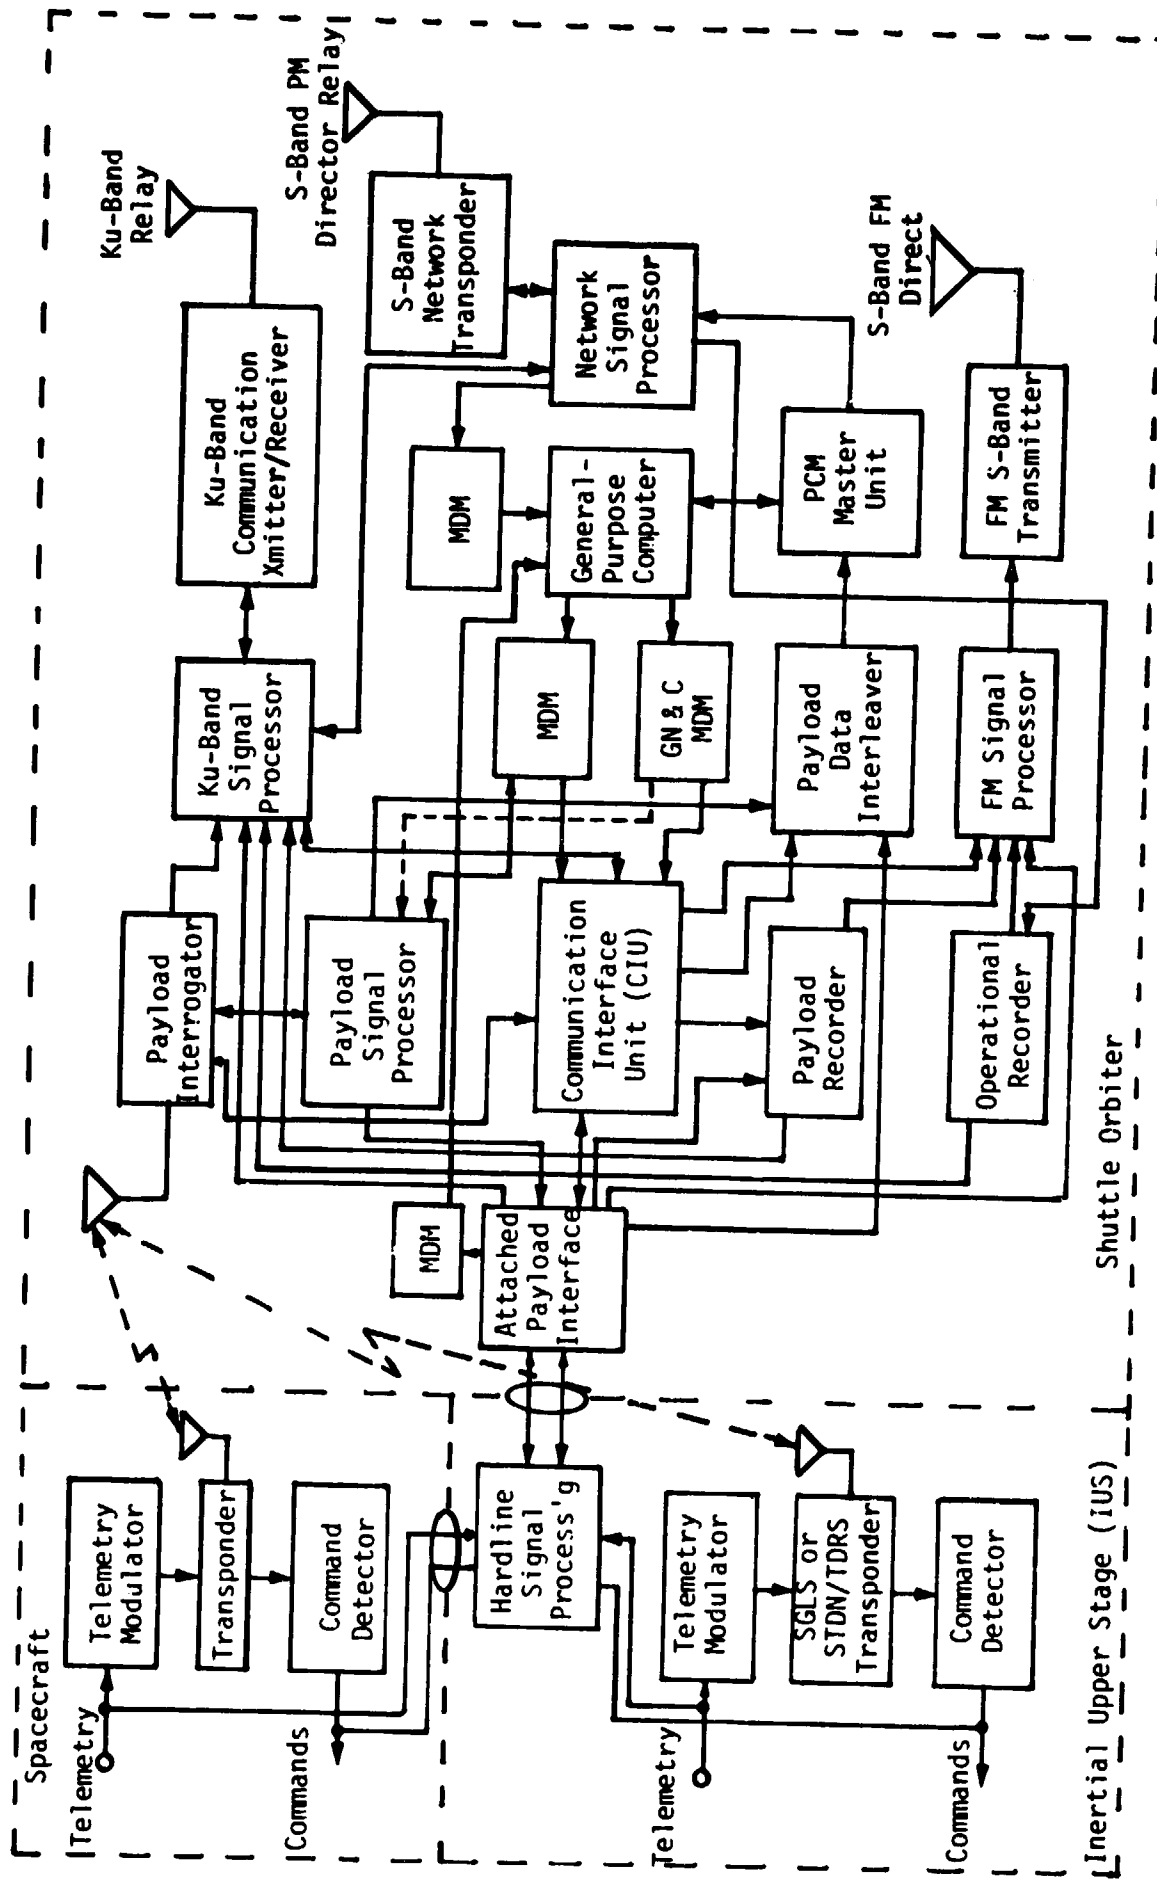 Spacecraft
Telemetry
Telemetry
Modulator
Transponder
Command
Detector
Commands
Hardline
Signal
Process'g
Telemetry
Telemetry
Modulator
SGLS or
STDN/TDRS
Transponder
Command
Detector
Commands
Inertial Upper Stage (IUS)
Payload
Interrogator
Ku-Band
Signal
Processor
Ku-Band
Communication
Xmitter/Receiver
Ku-Band
Relay
Payload
Signal
Processor
MDM
S-Band
Network
Transponder
S-Band PM
Director Relay
MDM
Attached
Payload
Interface
Communication
Interface
Unit (CIU)
MDM
GN & C
MDM
General-
Purpose
Computer
Network
Signal
Processor
Payload
Recorder
Payload
Data
Interleaver
PCM
Master
Unit
Operational
Recorder
FM Signal
Processor
FM S-Band
Transmitter
S-Band FM
Direct
Shuttle Orbiter